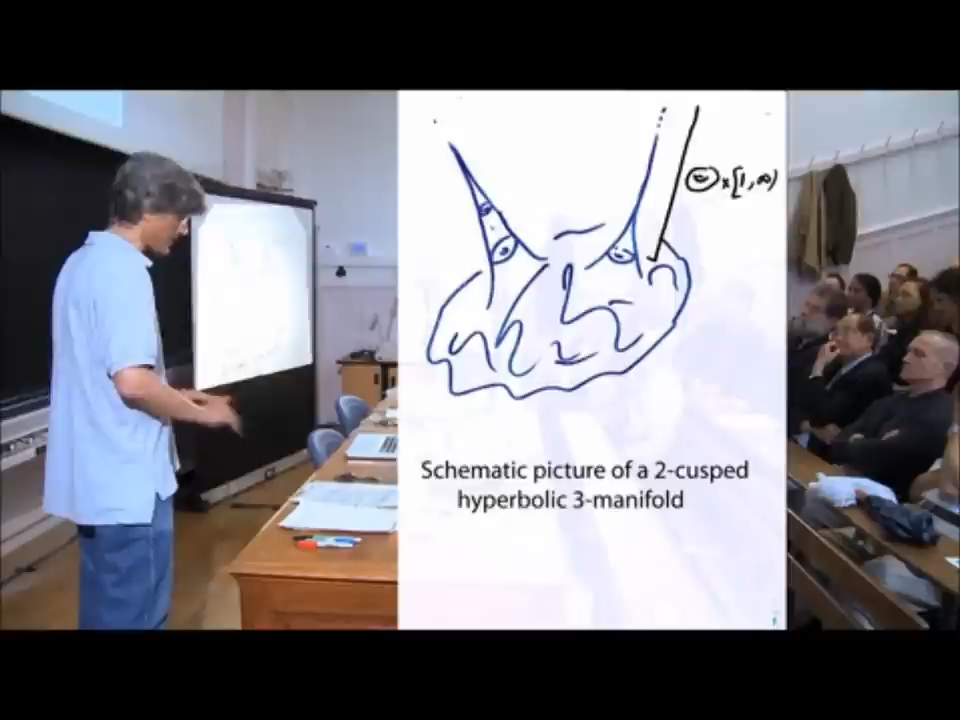 ×[1,∞)
Schematic picture of a 2-cusped
hyperbolic 3-manifold